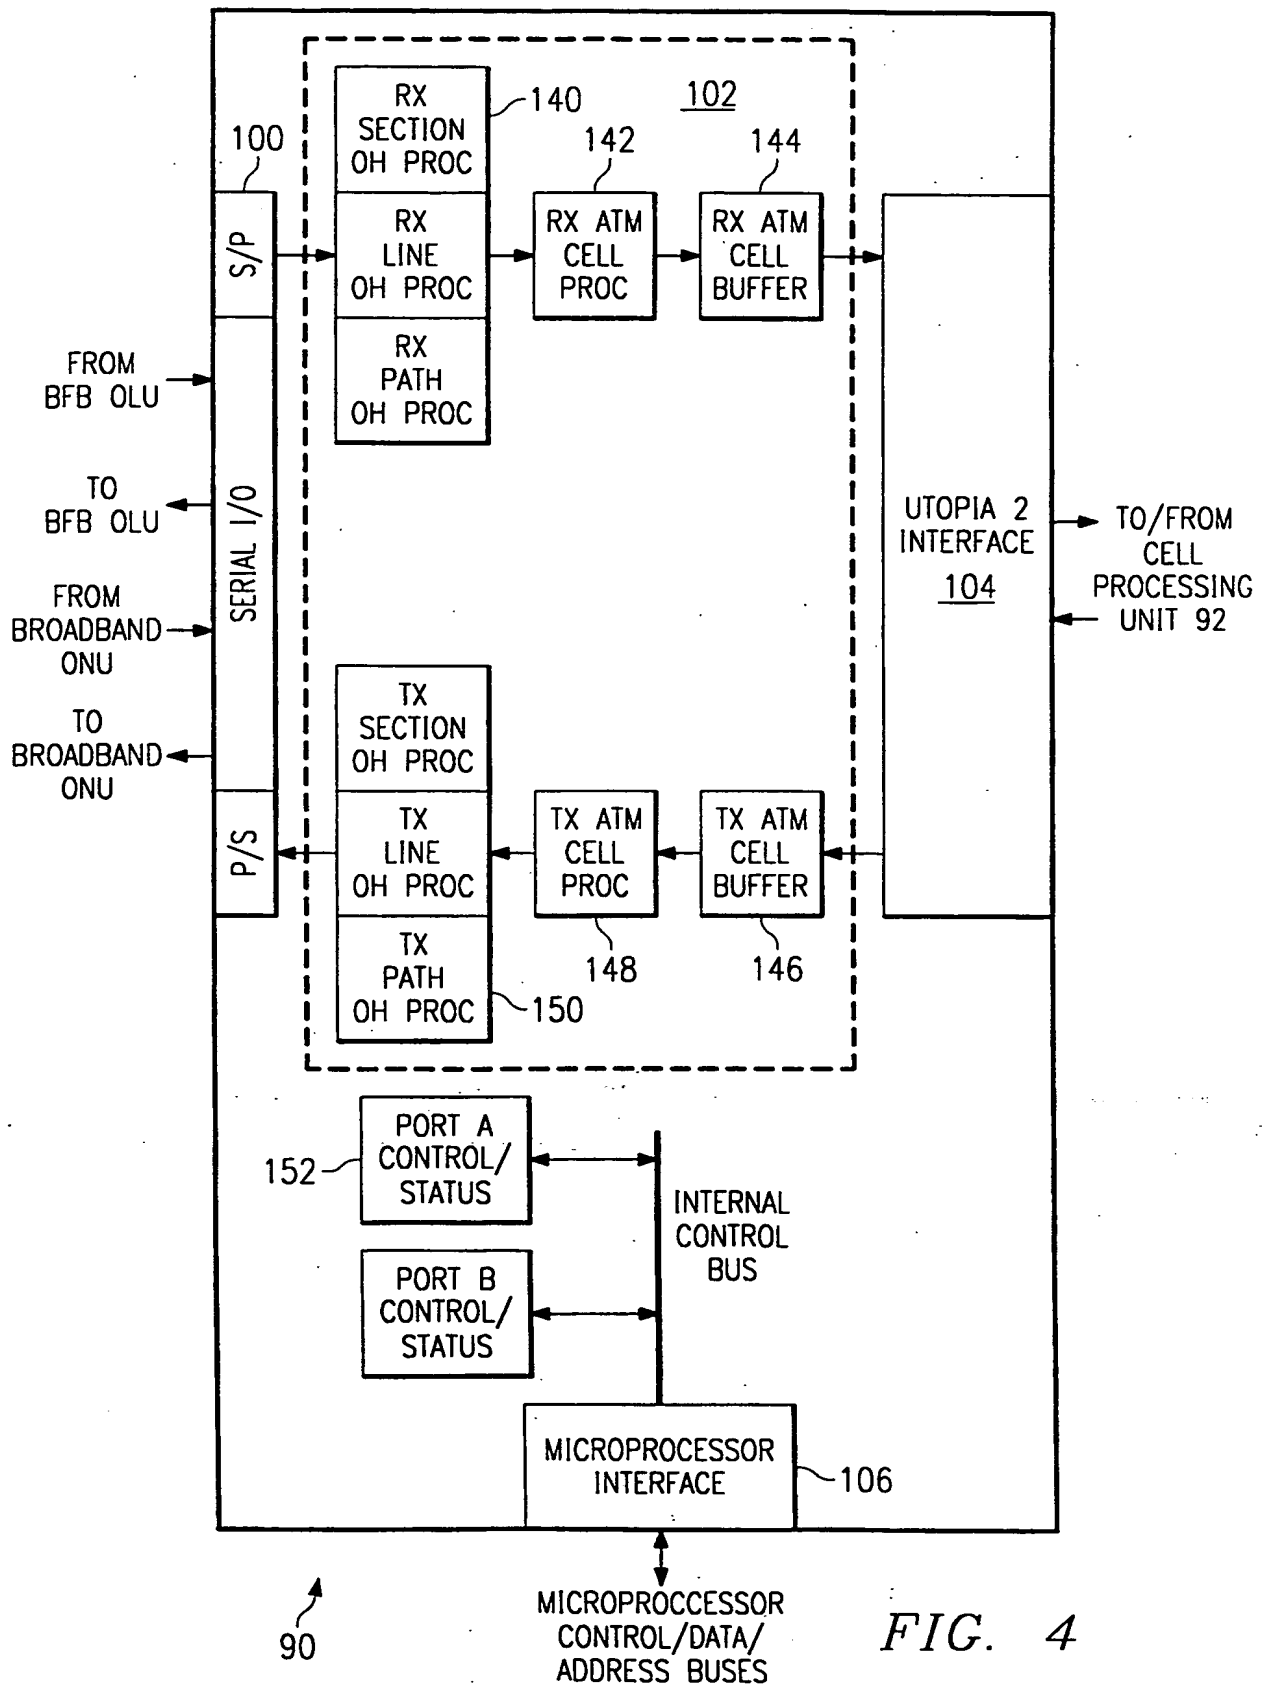 RX
SECTION
OH PROC
140
102
100
142
144
S/P
RX
LINE
OH PROC
RX ATM
CELL
PROC
RX ATM
CELL
BUFFER
RX
PATH
OH PROC
FROM
BFB OLU
TO
BFB OLU
SERIAL I/O
FROM
BROADBAND
ONU
TO
BROADBAND
ONU
UTOPIA 2
INTERFACE
104
TO/FROM
CELL
PROCESSING
UNIT 92
TX
SECTION
OH PROC
P/S
TX
LINE
OH PROC
TX ATM
CELL
PROC
TX ATM
CELL
BUFFER
TX
PATH
OH PROC
148
146
150
PORT A
CONTROL/
STATUS
152
INTERNAL
CONTROL
BUS
PORT B
CONTROL/
STATUS
MICROPROCESSOR
INTERFACE
106
90
MICROPROCCESSOR
CONTROL/DATA/
ADDRESS BUSES
FIG. 4